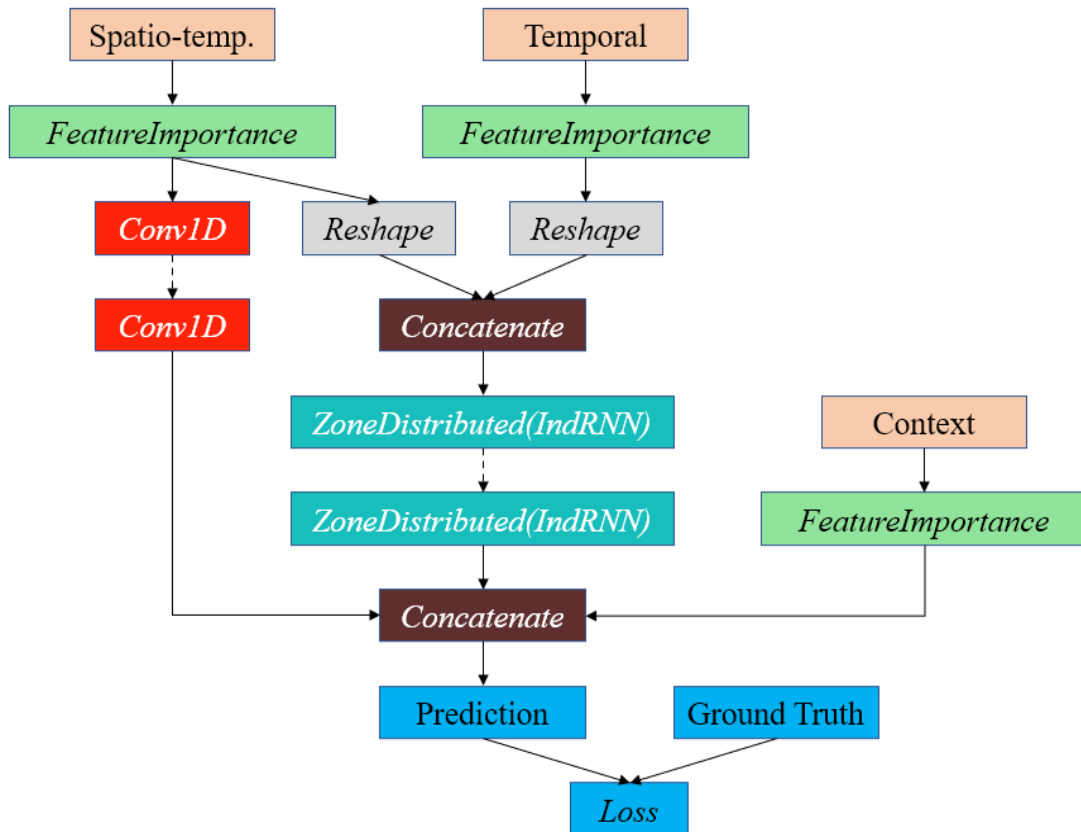 Spatio-temp.
Temporal
FeatureImportance
FeatureImportance
Conv1D
Reshape
Reshape
Conv1D
Concatenate
ZoneDistributed(IndRNN)
Context
ZoneDistributed(IndRNN)
FeatureImportance
Concatenate
Prediction
Ground Truth
Loss